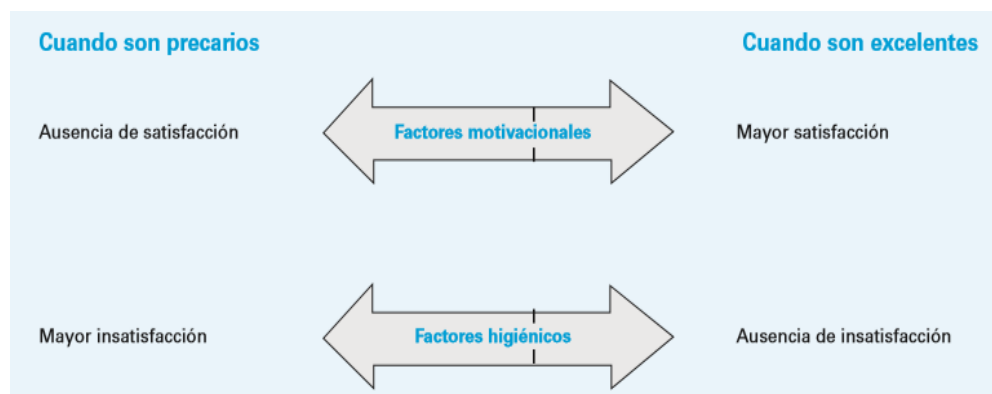 Cuando son precarios
Cuando son excelentes
Ausencia de satisfacción
Factores motivacionales
Mayor satisfacción
Mayor insatisfacción
Factores higiénicos
Ausencia de insatisfacción